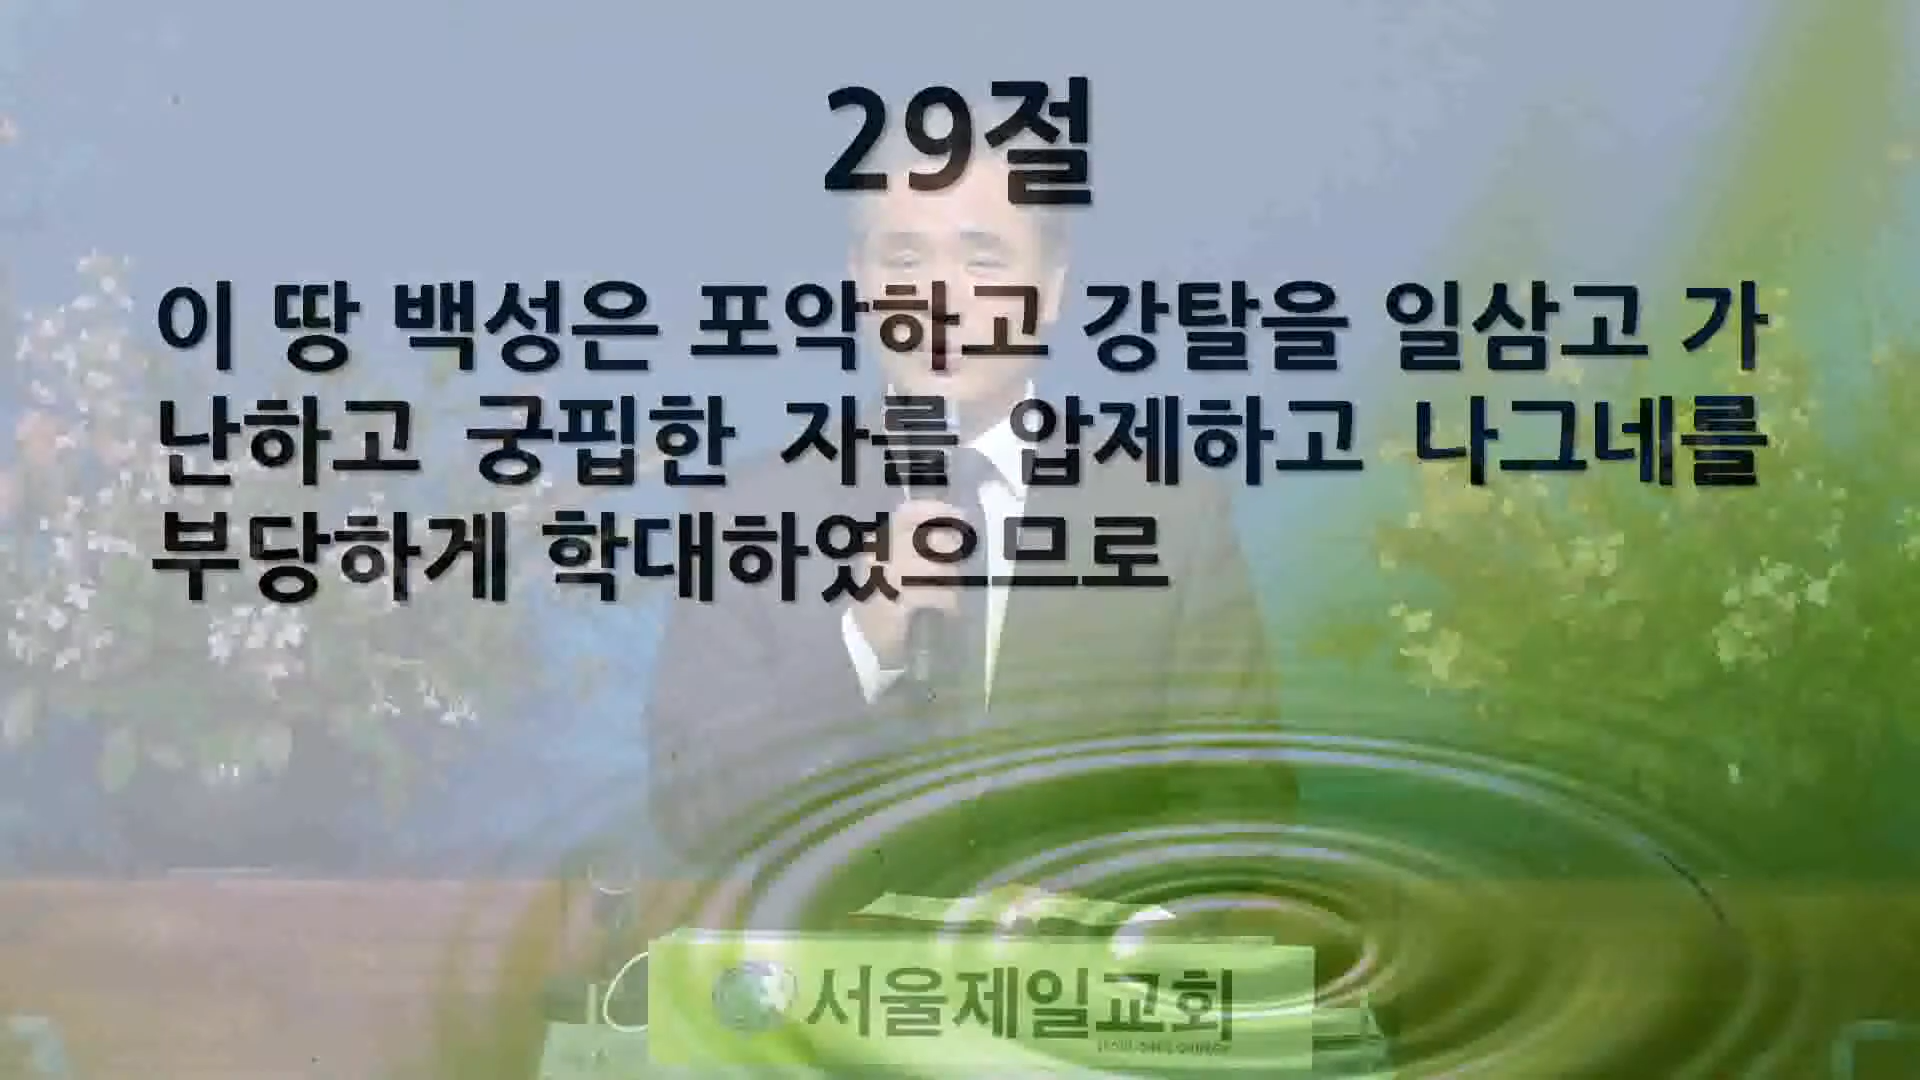 29절
이 땅 백성은 포악하고 강탈을 일삼고 가
난하고 궁핍한 자를 압제하고 나그네를
부당하게 학대하였으므로
서울제일교회